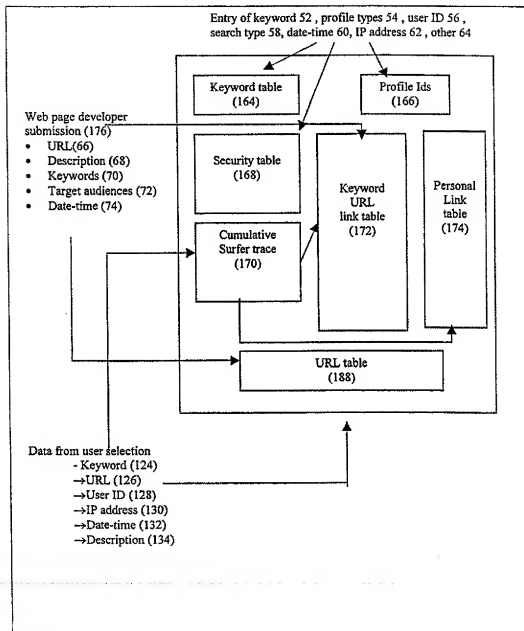 Entry of keyword 52 , profile types 54 , user ID 56 ,
search type 58, date-time 60, IP address 62 , other 64
Keyword table
(164)
Profile Ids
(166)
Web page developer
submission (176)
• URL(66)
• Description (68)
• Keywords (70)
• Target audiences (72)
• Date-time (74)
Security table
(168)
Keyword
URL
link table
(172)
Personal
Link
table
(174)
Cumulative
Surfer trace
(170)
URL table
(188)
Data from user selection
- Keyword (124)
→URL (126)
→User ID (128)
→IP address (130)
→Date-time (132)
→Description (134)